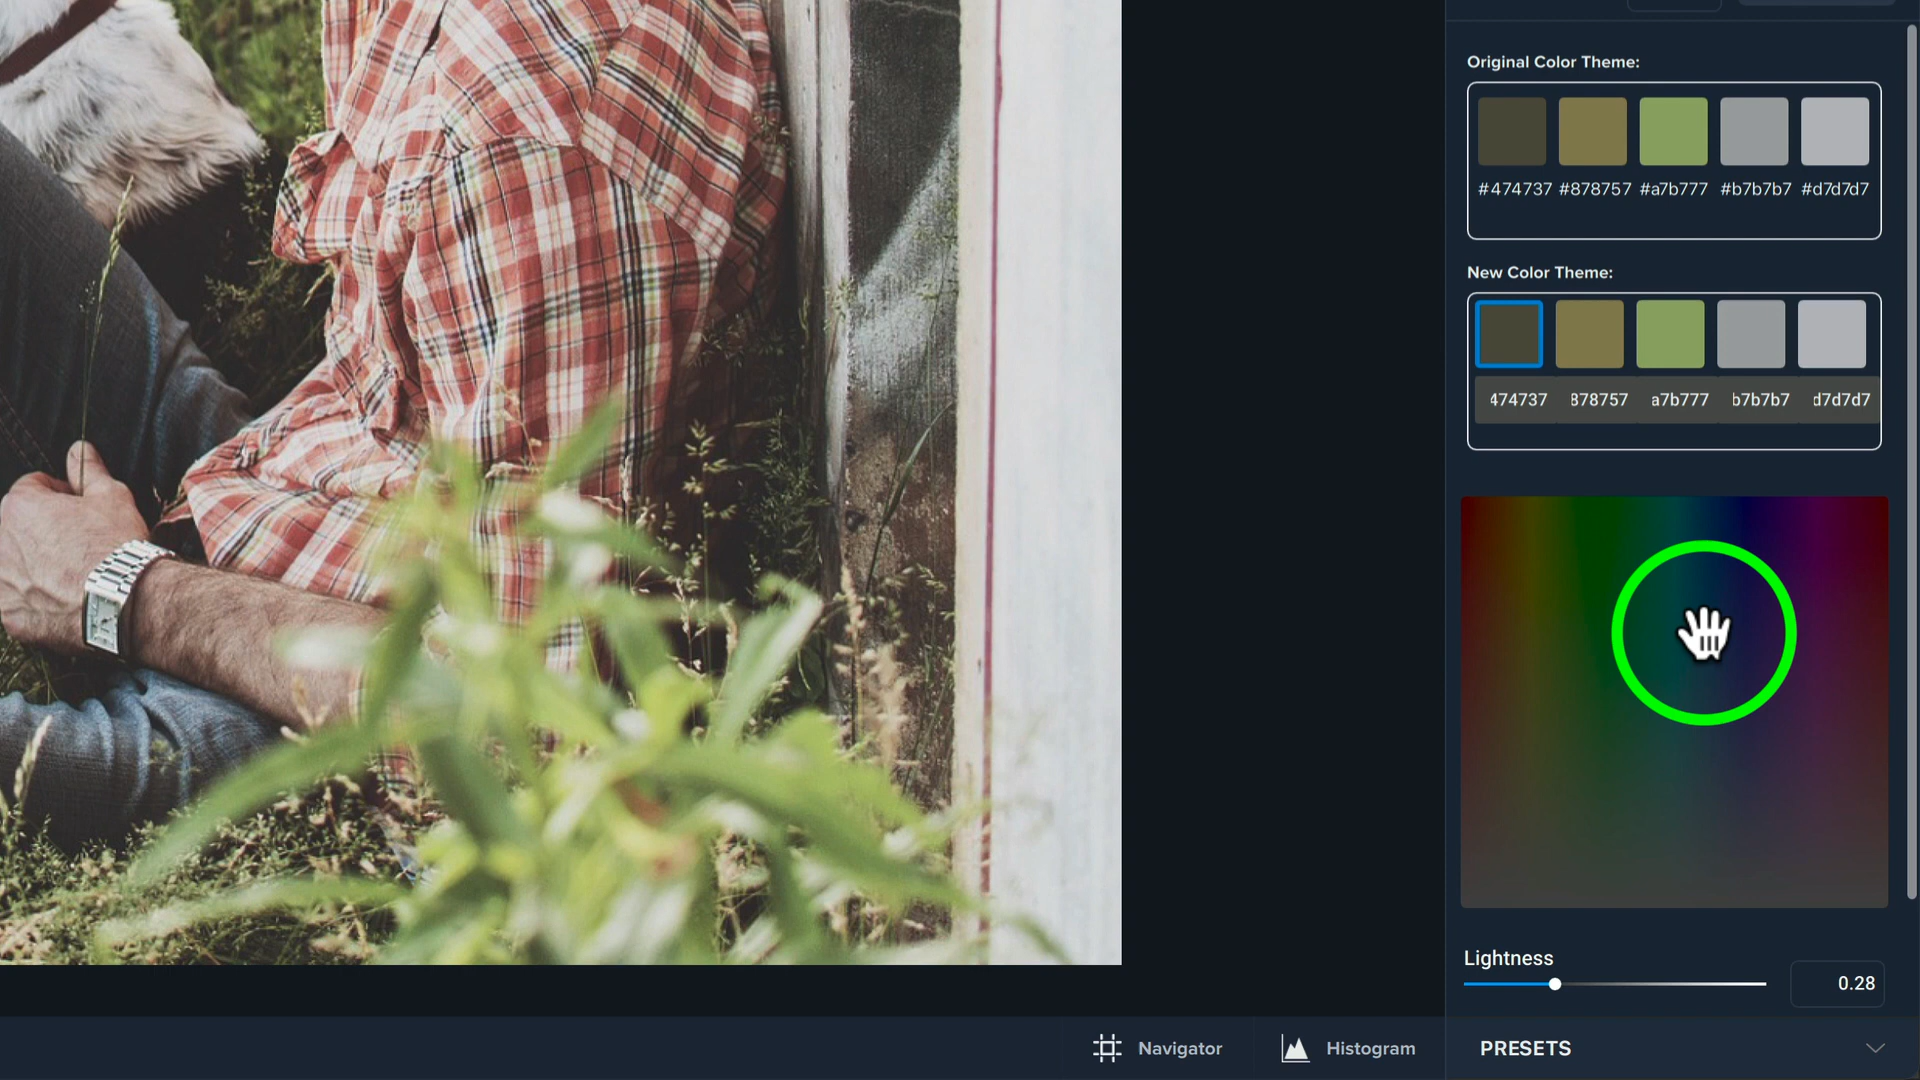 Original Color Theme:
#474737 #878757 #a7b777 #b7b7b7 #d7d7d7
New Color Theme:
474737 878757 a7b777 b7b7b7 d7d7d7
Lightness
0.28
Navigator Histogram PRESETS